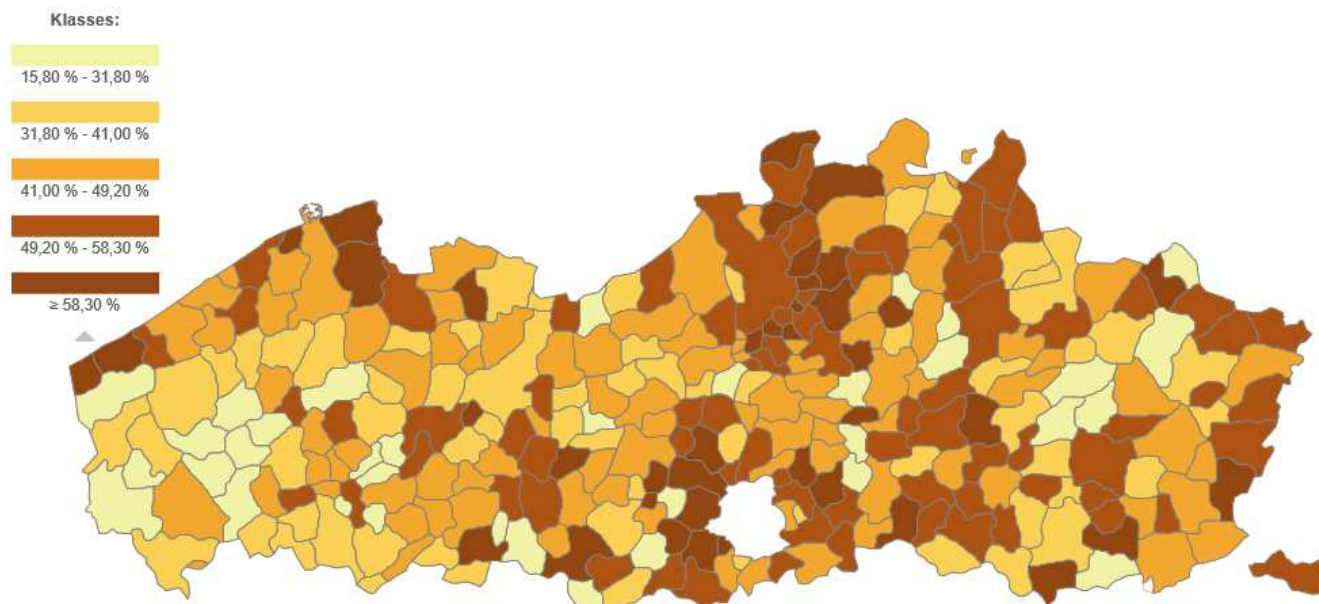 Klasses:
15,80 % - 31,80 %
31,80 % - 41,00 %
41,00 % - 49,20 %
49,20 % - 58,30 %
≥ 58,30 %